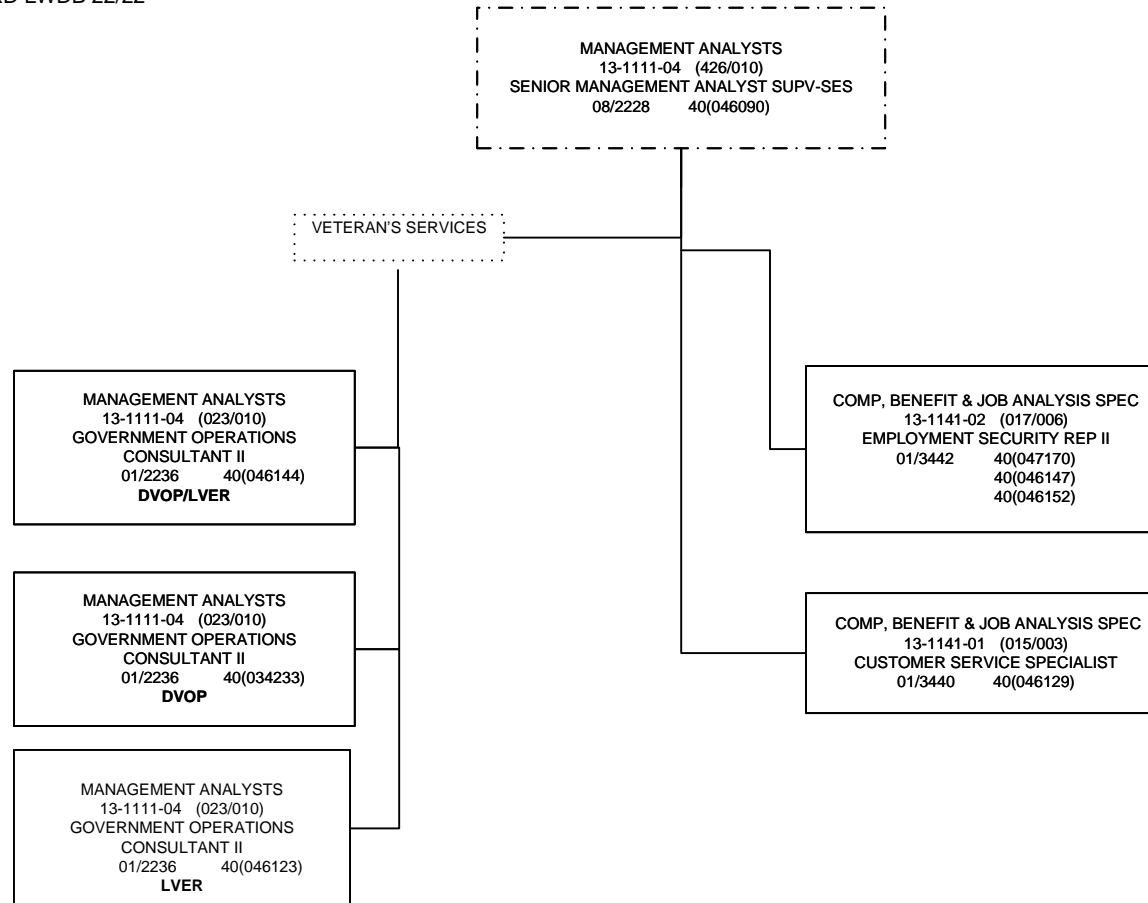 LWDB 22/22
MANAGEMENT ANALYSTS
13-1111-04 (426/010)
SENIOR MANAGEMENT ANALYST SUPV-SES
08/2228 40(046090)
VETERAN'S SERVICES
MANAGEMENT ANALYSTS
13-1111-04 (023/010)
GOVERNMENT OPERATIONS
CONSULTANT II
01/2236 40(046144)
DVOP/LVER
MANAGEMENT ANALYSTS
13-1111-04 (023/010)
GOVERNMENT OPERATIONS
CONSULTANT II
01/2236 40(034233)
DVOP
MANAGEMENT ANALYSTS
13-1111-04 (023/010)
GOVERNMENT OPERATIONS
CONSULTANT II
01/2236 40(046123)
LVER
COMP, BENEFIT & JOB ANALYSIS SPEC
13-1141-02 (017/006)
EMPLOYMENT SECURITY REP II
01/3442 40(047170)
40(046147)
40(046152)
COMP, BENEFIT & JOB ANALYSIS SPEC
13-1141-01 (015/003)
CUSTOMER SERVICE SPECIALIST
01/3440 40(046129)